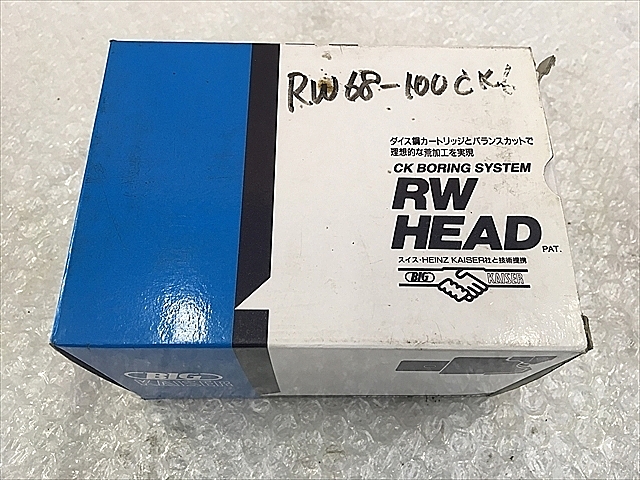 RW68-100CK6
ダイス鋼カートリッジとバランスカットで
理想的な荒加工を実現
CK BORING SYSTEM
RW
HEAD
PAT.
スイス・HEINZ KAISER社と技術提携
BIG KAISER
BIG
KAISER